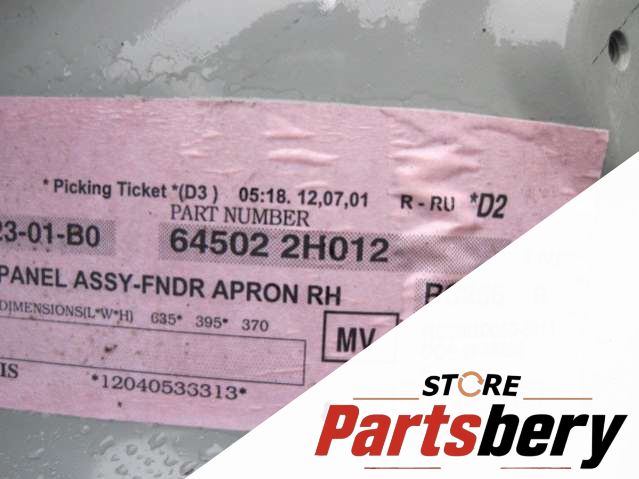 * Picking Ticket *(D3 ) 05:18. 12,07,01 R - RU *D2
PART NUMBER
23-01-B0 64502 2H012
PANEL ASSY-FNDR APRON RH
DIMENSIONS(L*W*H) 635* 395* 370
MV
IS *12040533313*
STORE
Partsbery